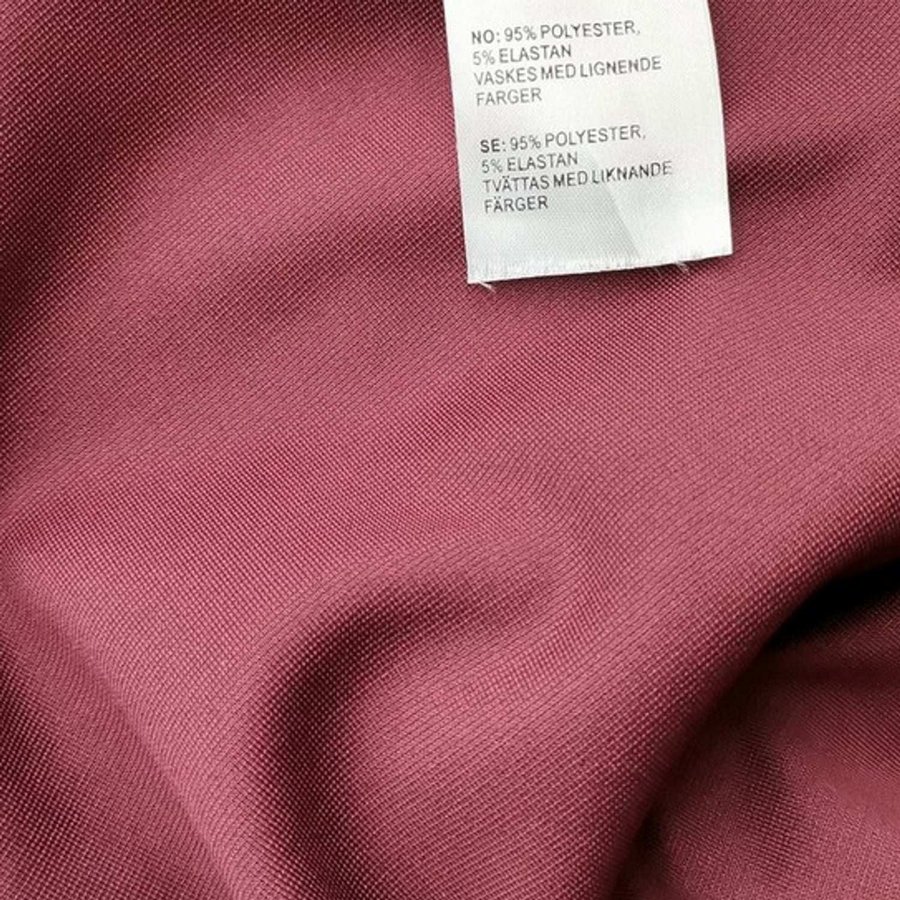 NO: 95% POLYESTER,
5% ELASTAN
VASKES MED LIGNENDE
FARGER
SE: 95% POLYESTER,
5% ELASTAN
TVÄTTAS MED LIKNANDE
FÄRGER